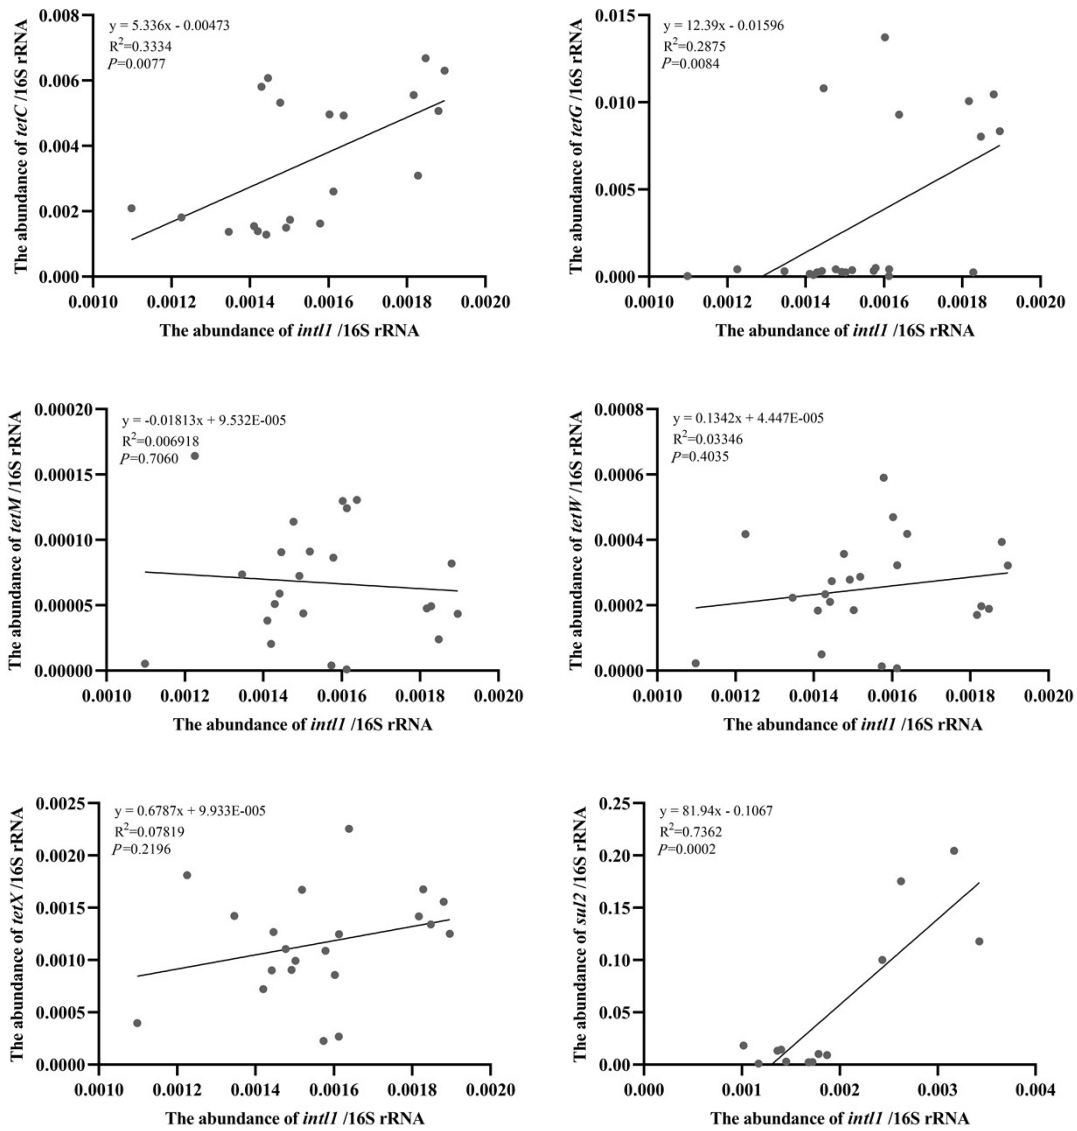 y = 5.336x - 0.00473
R²=0.3334
P=0.0077
0.008
0.006
0.004
0.002
0.000
0.0010 0.0012 0.0014 0.0016 0.0018 0.0020
The abundance of tetC /16S rRNA
The abundance of intI1 /16S rRNA
y = 12.39x - 0.01596
R²=0.2875
P=0.0084
0.015
0.010
0.005
0.000
0.0010 0.0012 0.0014 0.0016 0.0018 0.0020
The abundance of tetG /16S rRNA
The abundance of intI1 /16S rRNA
y = -0.01813x + 9.532E-005
R²=0.006918
P=0.7060
0.00020
0.00015
0.00010
0.00005
0.00000
0.0010 0.0012 0.0014 0.0016 0.0018 0.0020
The abundance of tetM /16S rRNA
The abundance of intI1 /16S rRNA
y = 0.1342x + 4.447E-005
R²=0.03346
P=0.4035
0.0008
0.0006
0.0004
0.0002
0.0000
0.0010 0.0012 0.0014 0.0016 0.0018 0.0020
The abundance of tetW /16S rRNA
The abundance of intI1 /16S rRNA
y = 0.6787x + 9.933E-005
R²=0.07819
P=0.2196
0.0025
0.0020
0.0015
0.0010
0.0005
0.0000
0.0010 0.0012 0.0014 0.0016 0.0018 0.0020
The abundance of tetX /16S rRNA
The abundance of intI1 /16S rRNA
y = 81.94x - 0.1067
R²=0.7362
P=0.0002
0.25
0.20
0.15
0.10
0.05
0.00
0.000 0.001 0.002 0.003 0.004
The abundance of sul2 /16S rRNA
The abundance of intI1 /16S rRNA